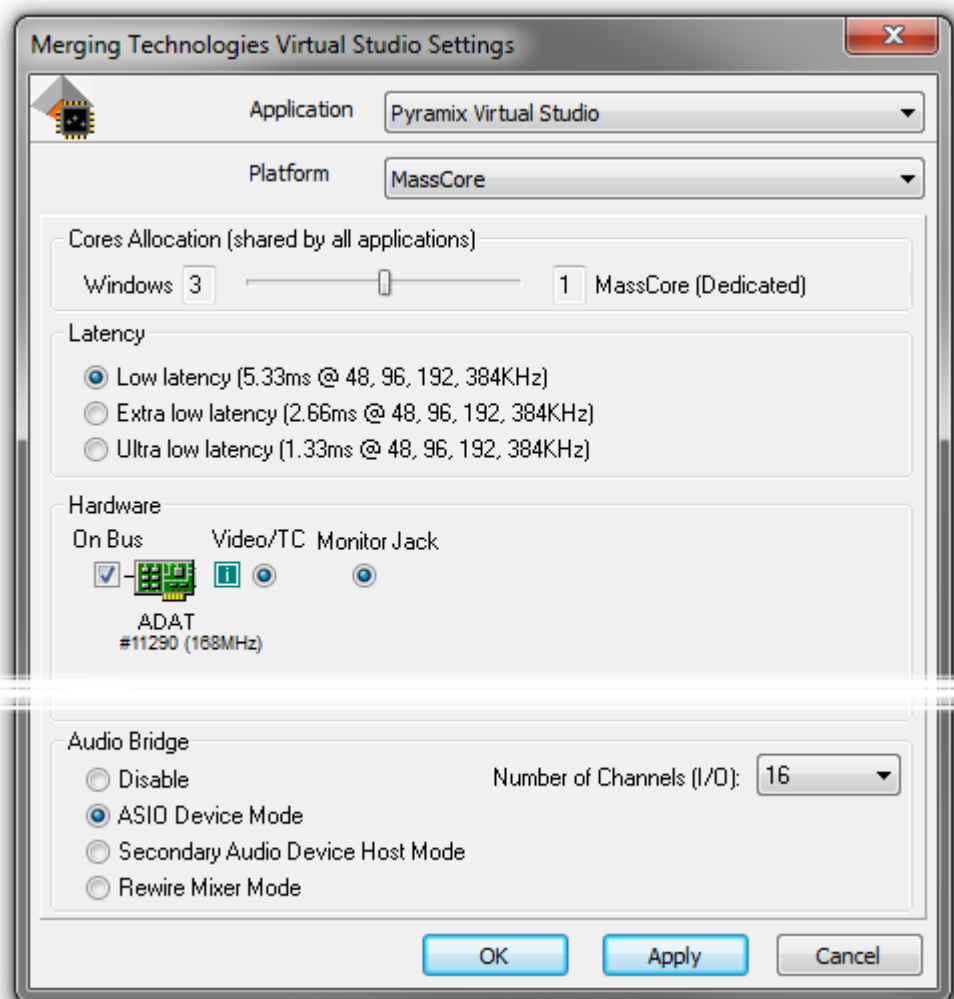 Merging Technologies Virtual Studio Settings
Application Pyramix Virtual Studio
Platform MassCore
Cores Allocation (shared by all applications)
Windows 3 1 MassCore (Dedicated)
Latency
Low latency (5.33ms @ 48, 96, 192, 384KHz)
Extra low latency (2.66ms @ 48, 96, 192, 384KHz)
Ultra low latency (1.33ms @ 48, 96, 192, 384KHz)
Hardware
On Bus Video/TC Monitor Jack
i
ADAT
#11290 (168MHz)
Audio Bridge
Disable Number of Channels (I/O): 16
ASIO Device Mode
Secondary Audio Device Host Mode
Rewire Mixer Mode
OK Apply Cancel